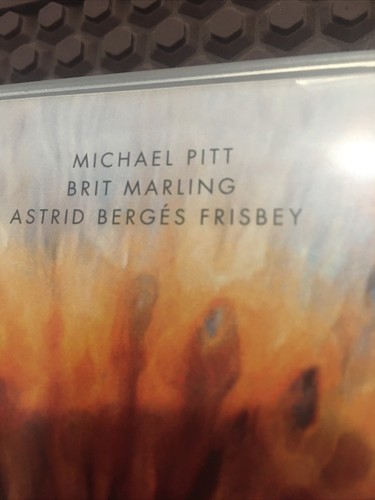 MICHAEL PITT
BRIT MARLING
ASTRID BERGÉS FRISBEY